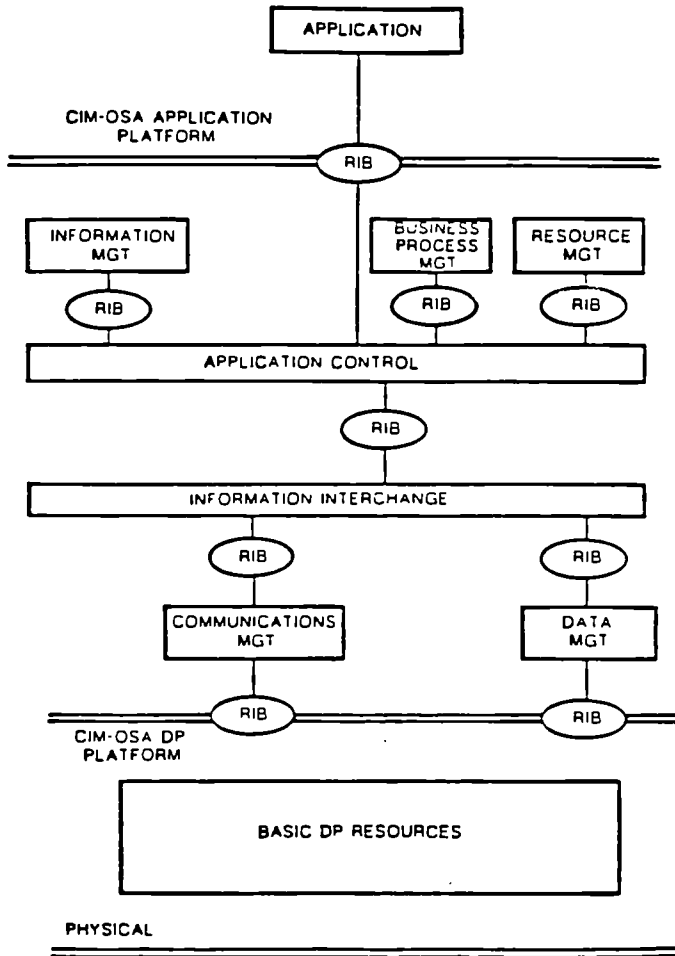 APPLICATION
CIM-OSA APPLICATION
PLATFORM
RIB
INFORMATION
MGT
BUSINESS
PROCESS
MGT
RESOURCE
MGT
RIB
RIB
RIB
APPLICATION CONTROL
RIB
INFORMATION INTERCHANGE
RIB
RIB
COMMUNICATIONS
MGT
DATA
MGT
RIB
RIB
CIM-OSA DP
PLATFORM
BASIC DP RESOURCES
PHYSICAL